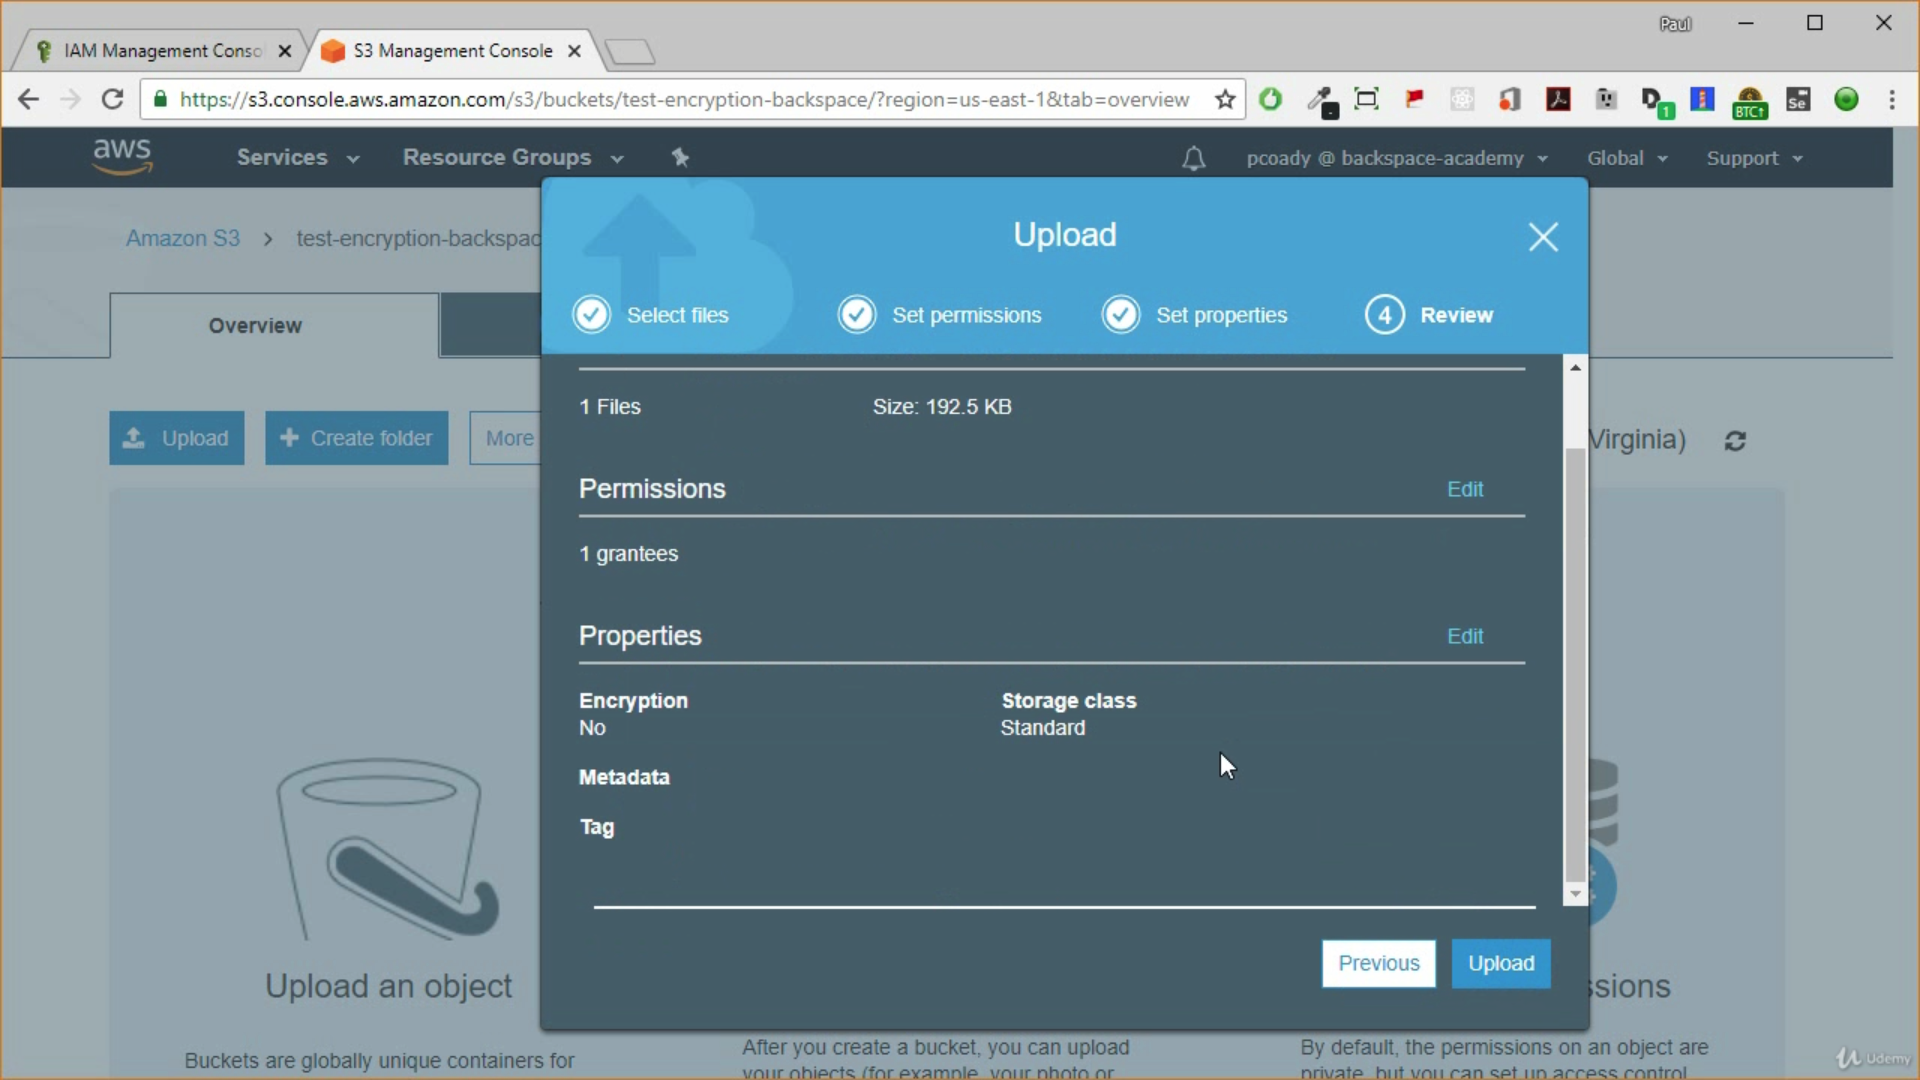 Paul
IAM Management Conso
S3 Management Console
https://s3.console.aws.amazon.com/s3/buckets/test-encryption-backspace/?region=us-east-1&tab=overview
1
BTC↑
Se
aws
Services
Resource Groups
pcoady @ backspace-academy
Global
Support
Amazon S3
test-encryption-backspac
Upload
Select files
Set permissions
Set properties
4 Review
Overview
1 Files
Size: 192.5 KB
Upload
Create folder
More
Virginia)
Permissions
Edit
1 grantees
Properties
Edit
Encryption
Storage class
No
Standard
Metadata
Tag
Previous
Upload
Upload an object
ssions
Buckets are globally unique containers for
After you create a bucket, you can upload
your objects (for example, your photo or
By default, the permissions on an object are
private, but you can set up access control
Udemy